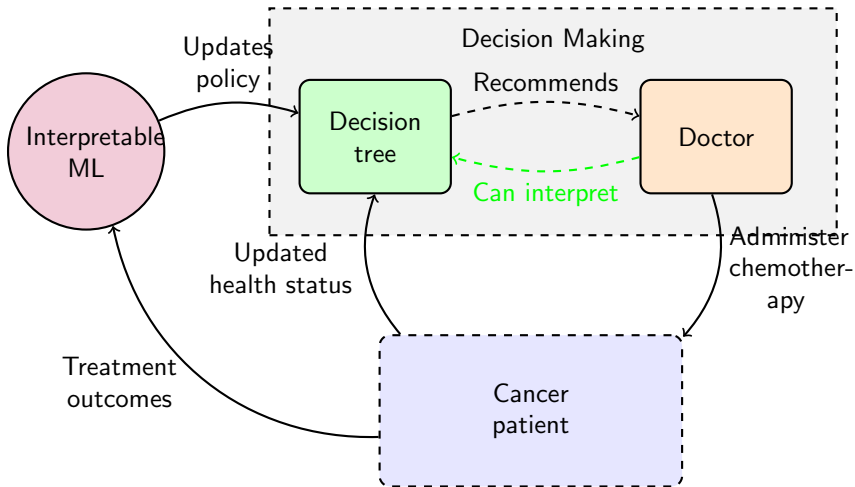 Updates
policy
Decision Making
Recommends
Interpretable
ML
Decision
tree
Doctor
Can interpret
Updated
health status
Administer
chemother-
apy
Treatment
outcomes
Cancer
patient